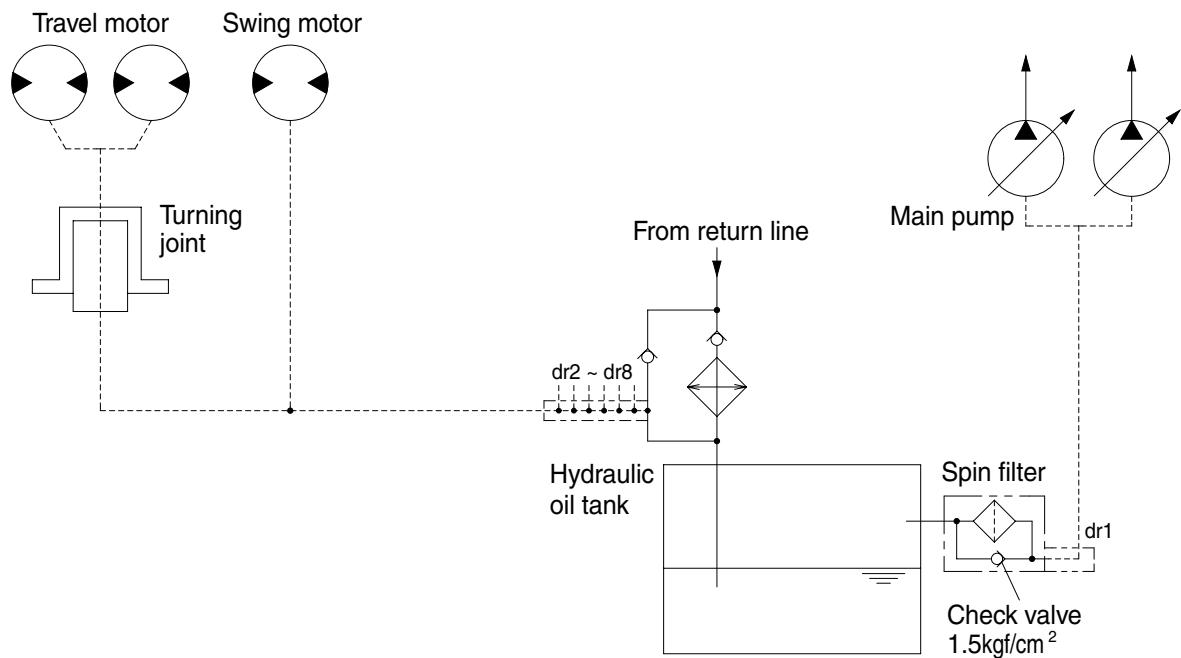 Travel motor
Swing motor
Turning
joint
Main pump
From return line
dr2 ~ dr8
Hydraulic
oil tank
Spin filter
dr1
Check valve
1.5kgf/cm²